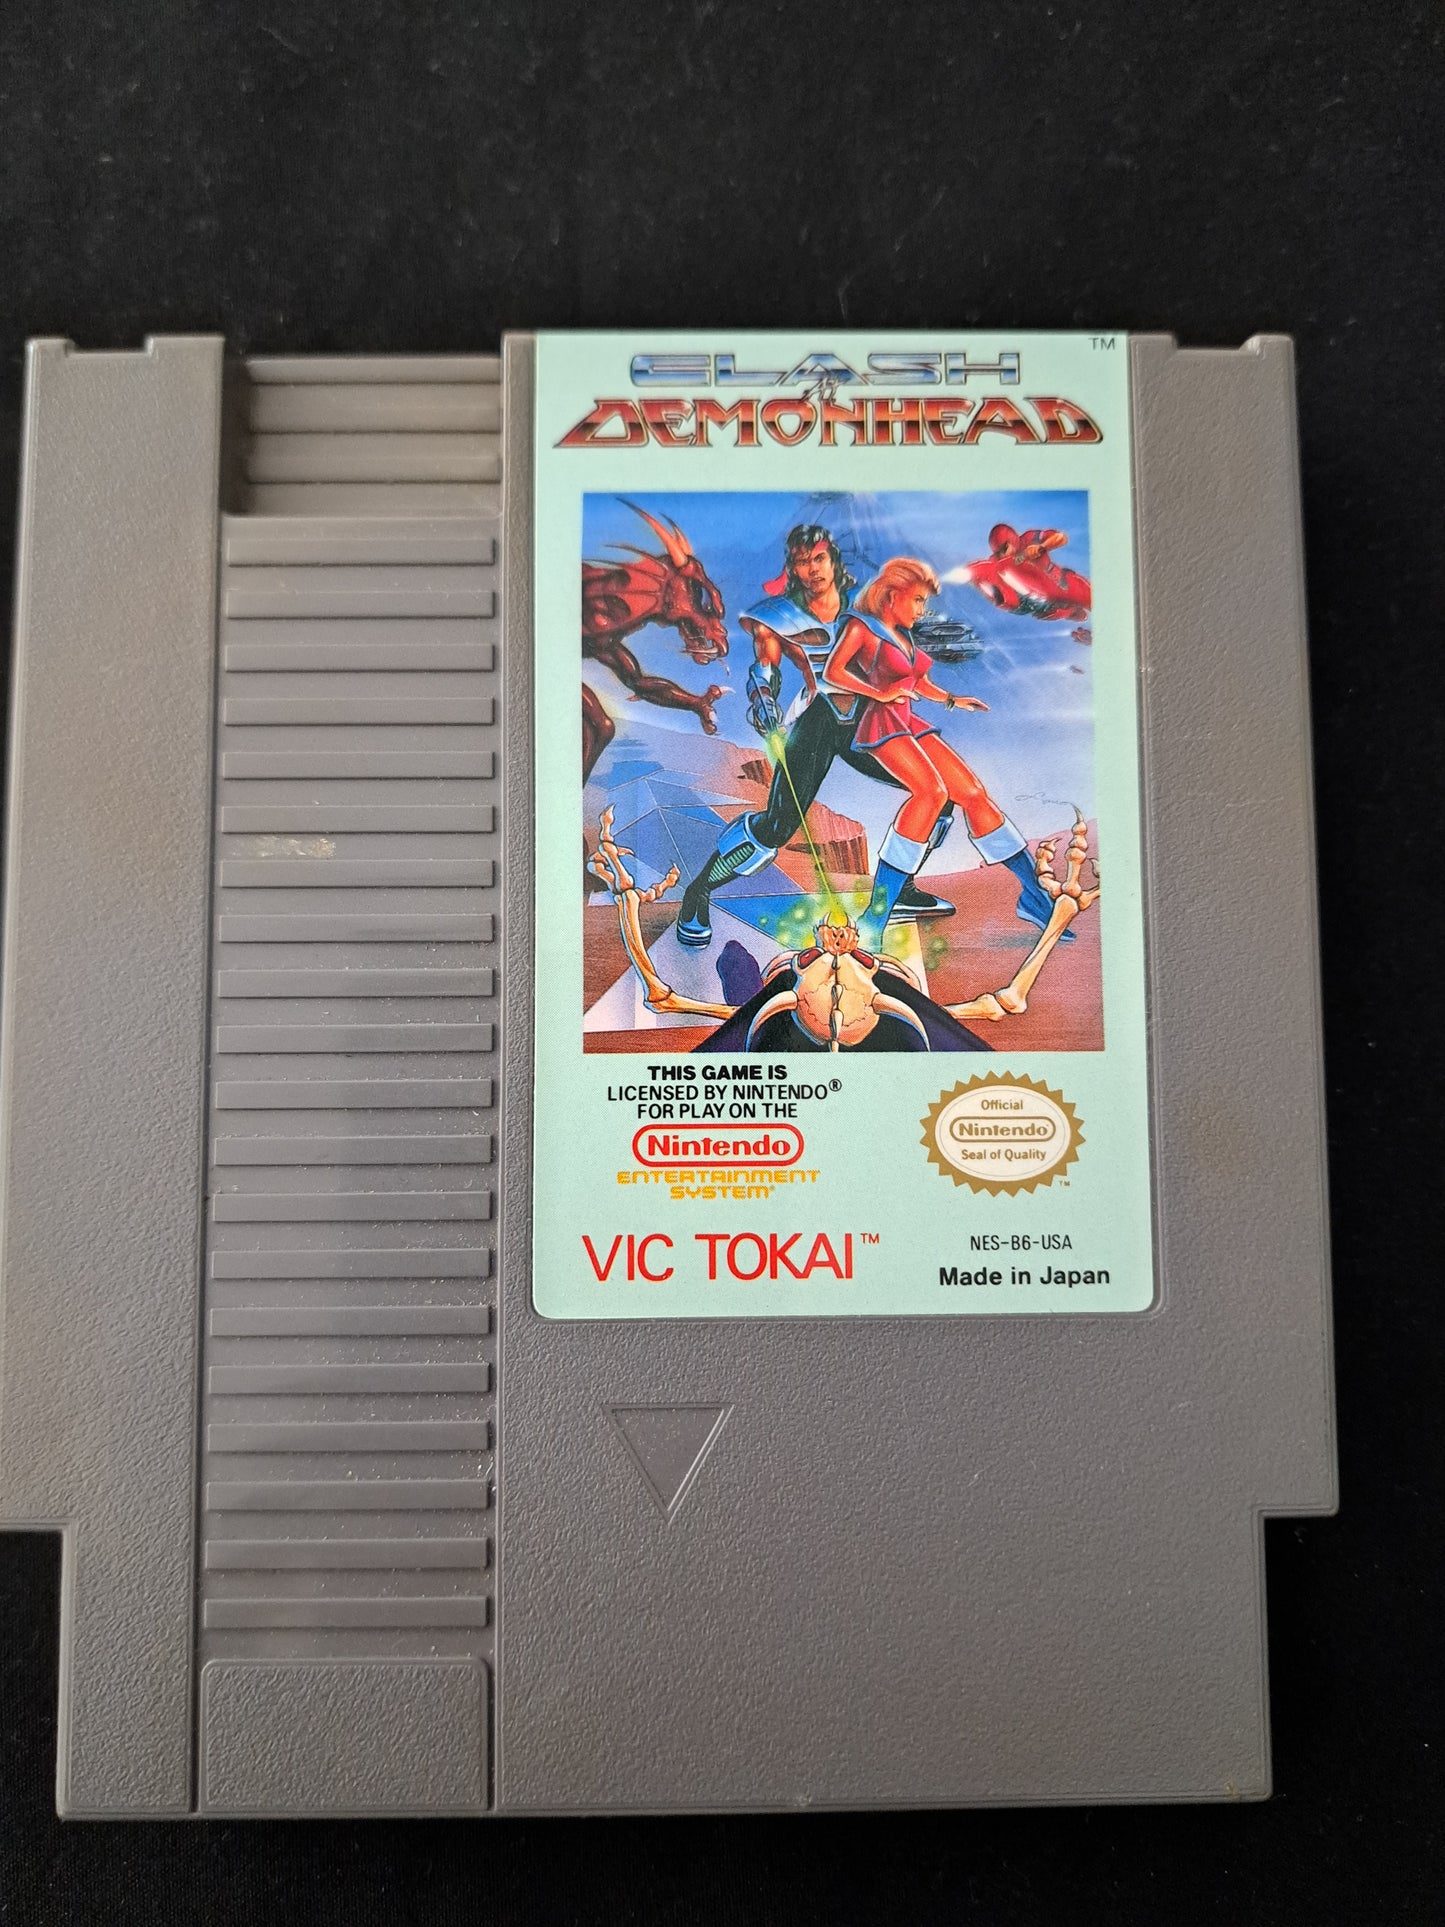 CLASH
AT
DEMONHEAD
TM
THIS GAME IS
LICENSED BY NINTENDO®
FOR PLAY ON THE
Nintendo
ENTERTAINMENT
SYSTEM®
Official
Nintendo®
Seal of Quality
TM
VIC TOKAI™
NES-B6-USA
Made in Japan